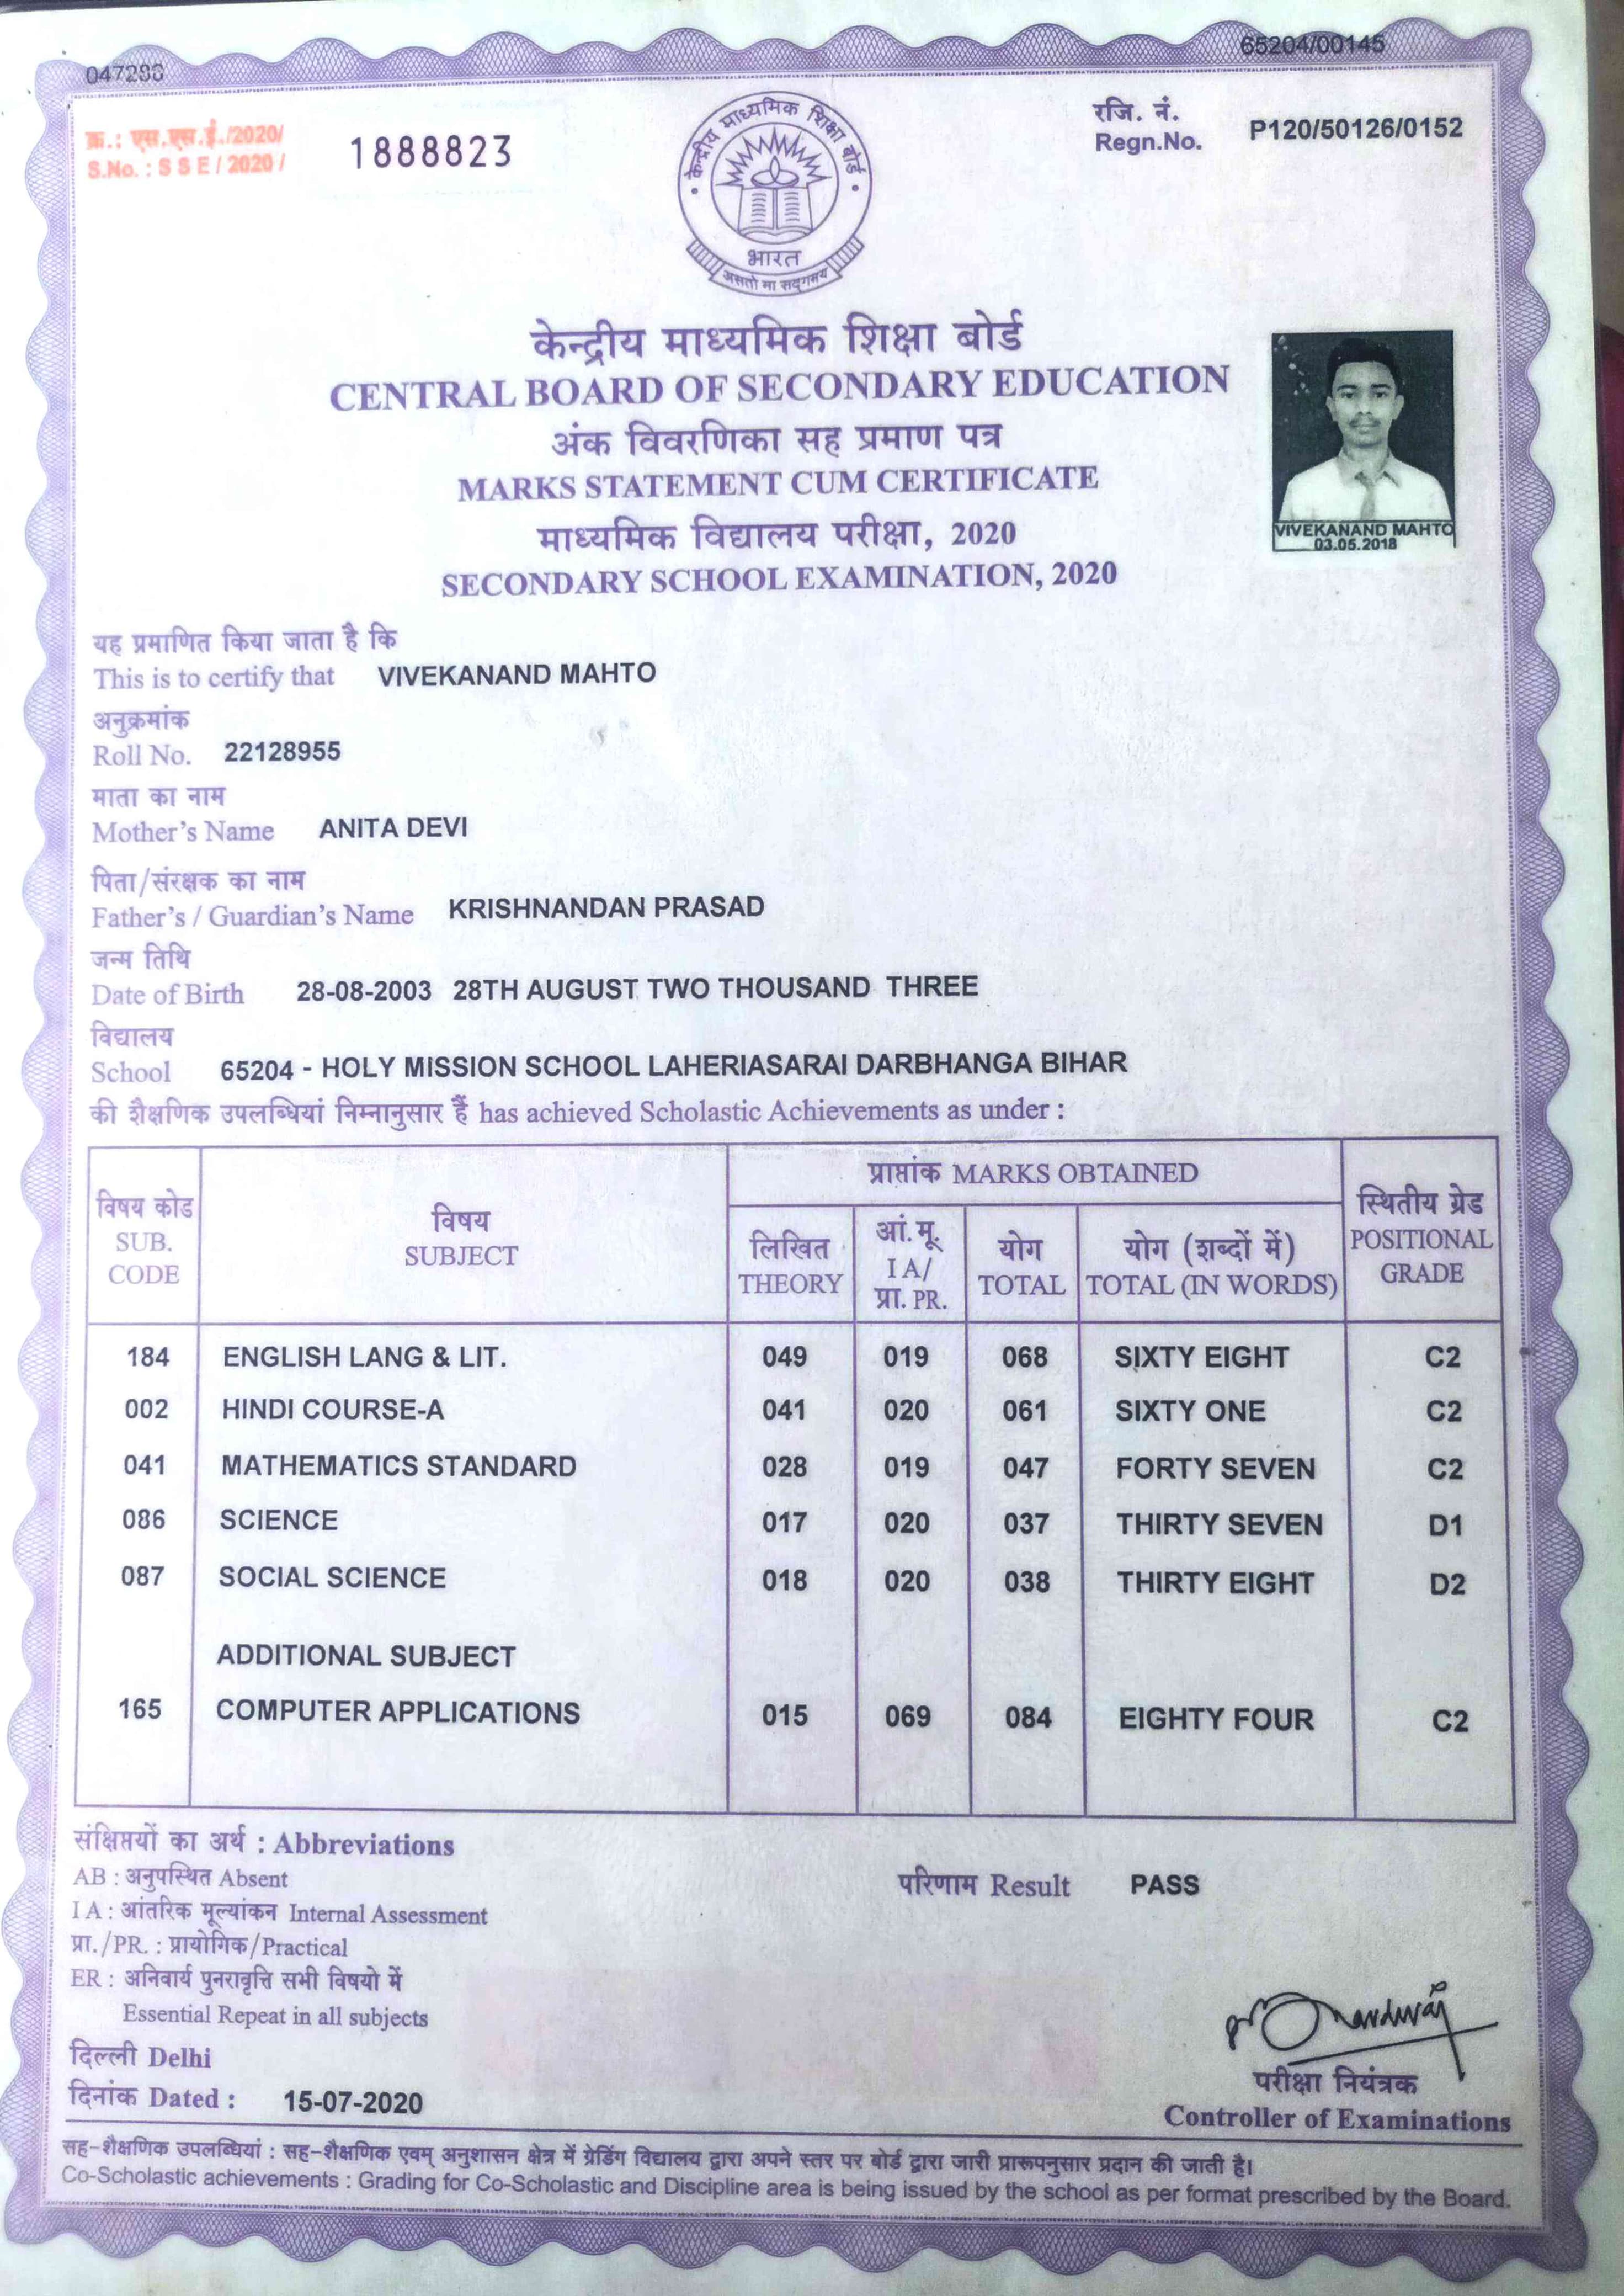 047286
65204/00145
क्र.: एस.एस.ई./2020/
S.No. : S S E / 2020 /
1888823
रजि. नं.
Regn.No.
P120/50126/0152
केन्द्रीय माध्यमिक शिक्षा बोर्ड
भारत
असतो मा सद्गमय
केन्द्रीय माध्यमिक शिक्षा बोर्ड
CENTRAL BOARD OF SECONDARY EDUCATION
अंक विवरणिका सह प्रमाण पत्र
MARKS STATEMENT CUM CERTIFICATE
माध्यमिक विद्यालय परीक्षा, 2020
SECONDARY SCHOOL EXAMINATION, 2020
VIVEKANAND MAHTO
03.05.2018
यह प्रमाणित किया जाता है कि
This is to certify that VIVEKANAND MAHTO
अनुक्रमांक
Roll No. 22128955
माता का नाम
Mother's Name ANITA DEVI
पिता/संरक्षक का नाम
Father's / Guardian's Name KRISHNANDAN PRASAD
जन्म तिथि
Date of Birth 28-08-2003 28TH AUGUST TWO THOUSAND THREE
विद्यालय
School 65204 - HOLY MISSION SCHOOL LAHERIASARAI DARBHANGA BIHAR
की शैक्षणिक उपलब्धियां निम्नानुसार हैं has achieved Scholastic Achievements as under :
विषय कोड
SUB.
CODE
विषय
SUBJECT
प्राप्तांक MARKS OBTAINED
लिखित
THEORY
आं. मू.
I A/
प्रा. PR.
योग
TOTAL
योग (शब्दों में)
TOTAL (IN WORDS)
स्थितीय ग्रेड
POSITIONAL
GRADE
184 ENGLISH LANG & LIT. 049 019 068 SIXTY EIGHT C2
002 HINDI COURSE-A 041 020 061 SIXTY ONE C2
041 MATHEMATICS STANDARD 028 019 047 FORTY SEVEN C2
086 SCIENCE 017 020 037 THIRTY SEVEN D1
087 SOCIAL SCIENCE 018 020 038 THIRTY EIGHT D2
ADDITIONAL SUBJECT
165 COMPUTER APPLICATIONS 015 069 084 EIGHTY FOUR C2
संक्षिप्तयों का अर्थ : Abbreviations
AB : अनुपस्थित Absent
I A : आंतरिक मूल्यांकन Internal Assessment
प्रा./PR. : प्रायोगिक/Practical
ER : अनिवार्य पुनरावृत्ति सभी विषयो में
Essential Repeat in all subjects
परिणाम Result PASS
दिल्ली Delhi
दिनांक Dated : 15-07-2020
परीक्षा नियंत्रक
Controller of Examinations
सह-शैक्षणिक उपलब्धियां : सह-शैक्षणिक एवम् अनुशासन क्षेत्र में ग्रेडिंग विद्यालय द्वारा अपने स्तर पर बोर्ड द्वारा जारी प्रारूपनुसार प्रदान की जाती है।
Co-Scholastic achievements : Grading for Co-Scholastic and Discipline area is being issued by the school as per format prescribed by the Board.